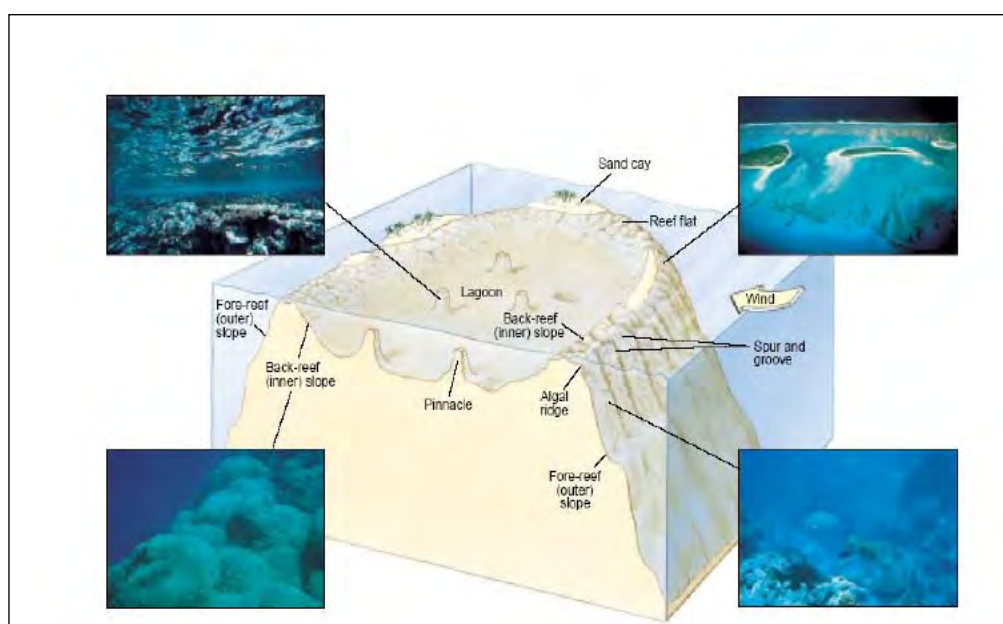 Sand cay
Reef flat
Lagoon
Wind
Fore-reef
(outer)
slope
Back-reef
(inner) slope
Spur and
groove
Back-reef
(inner) slope
Pinnacle
Algal
ridge
Fore-reef
(outer)
slope